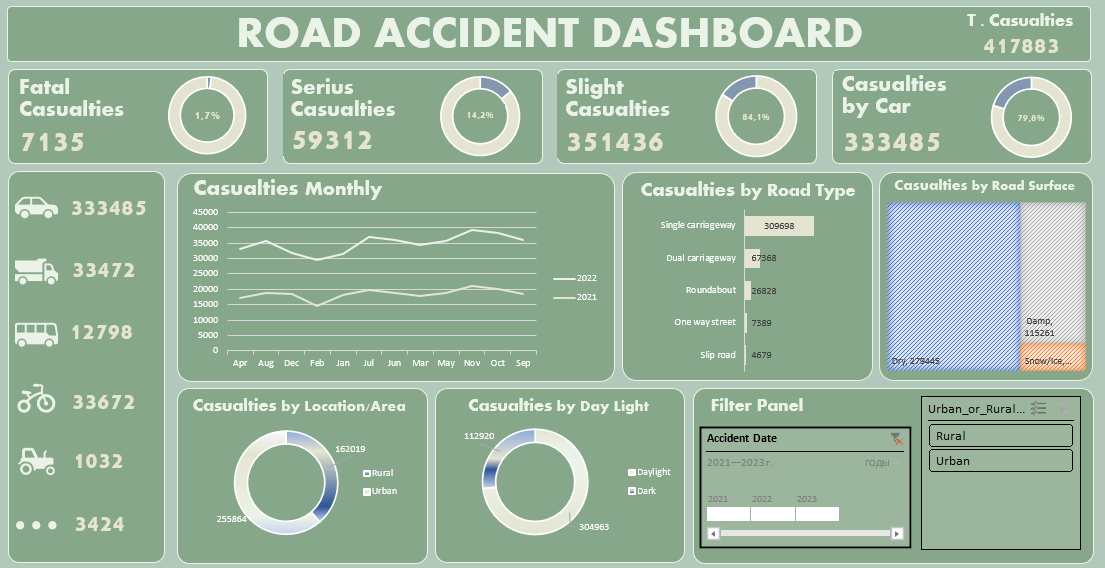 ROAD ACCIDENT DASHBOARD
T . Casualties
417883
Fatal
Casualties
7135
1,7%
Serius
Casualties
59312
14,2%
Slight
Casualties
351436
84,1%
Casualties
by Car
333485
79,8%
333485
33472
12798
33672
1032
3424
Casualties Monthly
45000
40000
35000
30000
25000
20000
15000
10000
5000
0
Apr Aug Dec Feb Jan Jul Jun Mar May Nov Oct Sep
2022
2021
Casualties by Road Type
Single carriageway 309698
Dual carriageway 67368
Roundabout 26828
One way street 7389
Slip road 4679
Casualties by Road Surface
Dry, 279445
Damp,
115261
Snow/Ice,...
Casualties by Location/Area
162019
255864
Rural
Urban
Casualties by Day Light
112920
304963
Daylight
Dark
Filter Panel
Accident Date
2021—2023 г. ГОДЫ
2021 2022 2023
Urban_or_Rural...
Rural
Urban